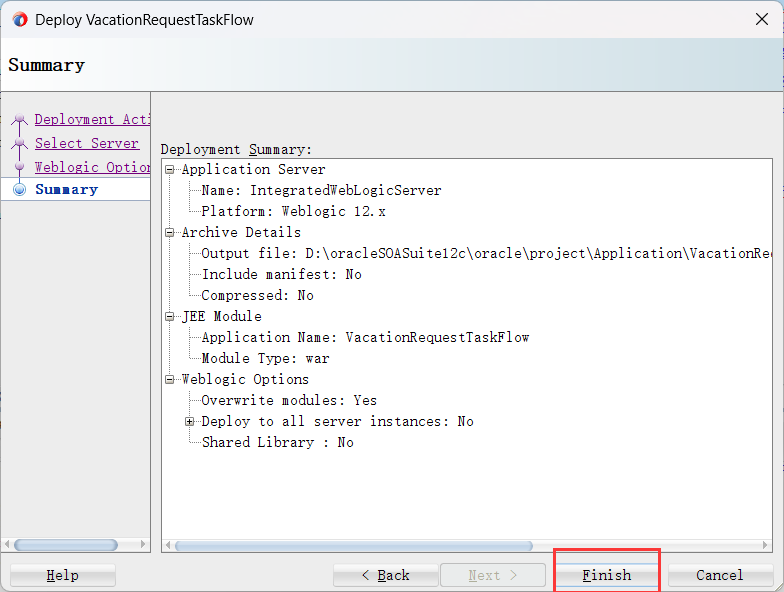 Deploy VacationRequestTaskFlow
Summary
Deployment Acti
Select Server
Weblogic Option
Summary
Deployment Summary:
Application Server
Name: IntegratedWebLogicServer
Platform: Weblogic 12.x
Archive Details
Output file: D:\oracleSOASuite12c\oracle\project\Application\VacationRe
Include manifest: No
Compressed: No
JEE Module
Application Name: VacationRequestTaskFlow
Module Type: war
Weblogic Options
Overwrite modules: Yes
Deploy to all server instances: No
Shared Library : No
Help
< Back
Next >
Finish
Cancel